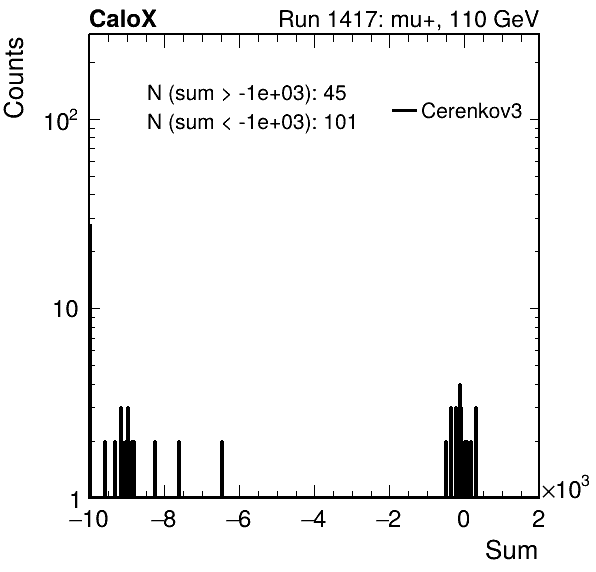 CaloX Run 1417: mu+, 110 GeV
Counts
N (sum > -1e+03): 45
N (sum < -1e+03): 101
Cerenkov3
10²
10
1
−10 −8 −6 −4 −2 0 2
×10³
Sum